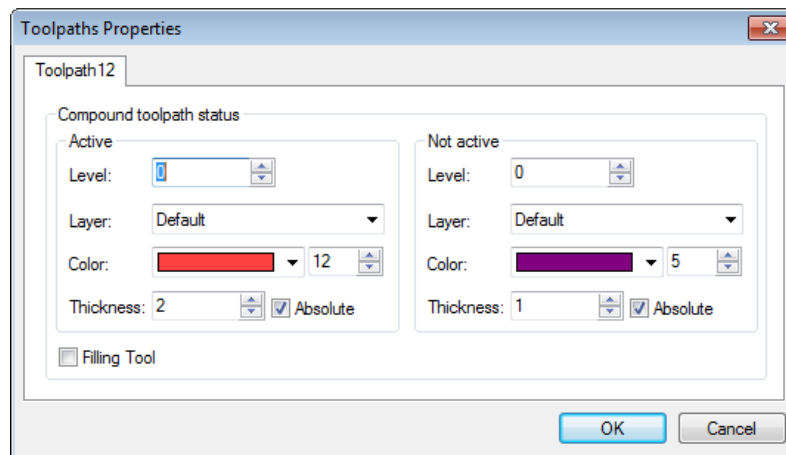 Toolpaths Properties
Toolpath12
Compound toolpath status
Active
Level: 0
Layer: Default
Color: 12
Thickness: 2 Absolute
Not active
Level: 0
Layer: Default
Color: 5
Thickness: 1 Absolute
Filling Tool
OK Cancel